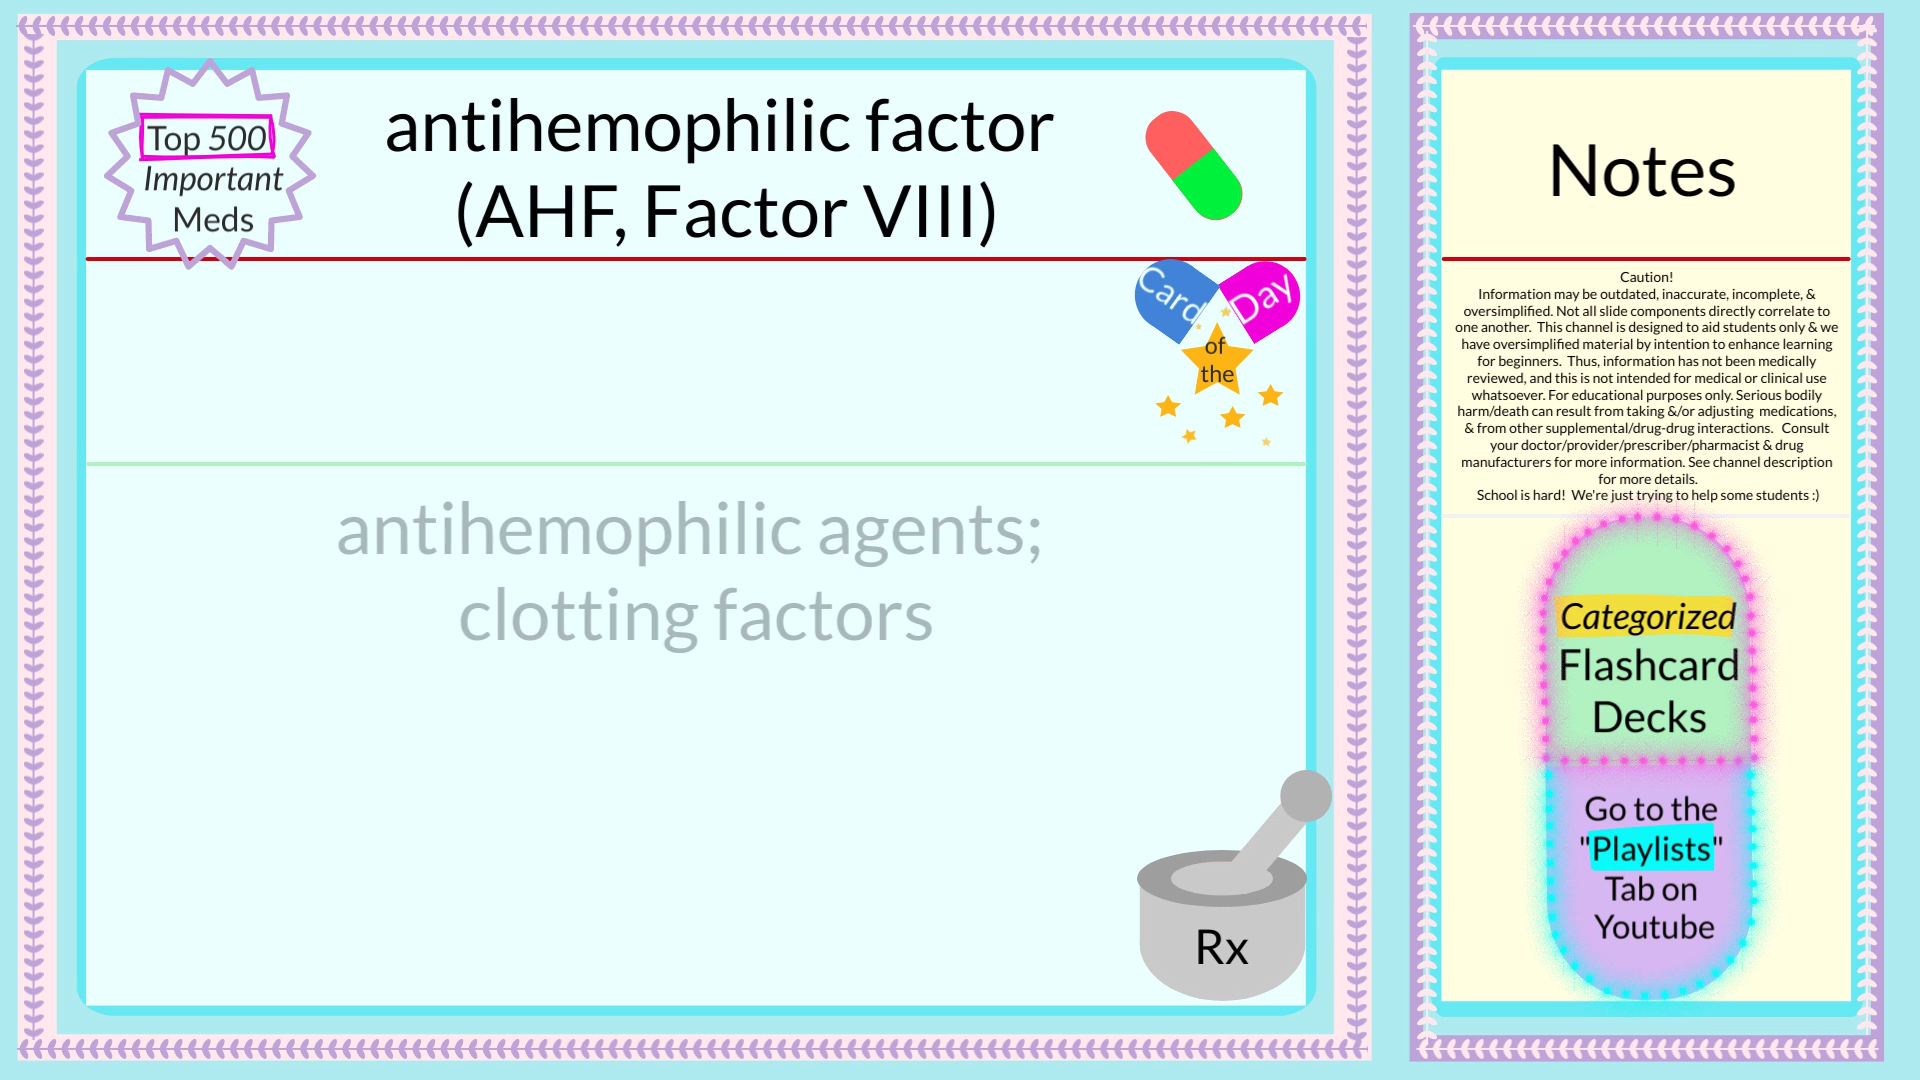 Top 500
Important
Meds
antihemophilic factor
(AHF, Factor VIII)
Card
Day
of
the
antihemophilic agents;
clotting factors
Rx
Notes
Caution!
Information may be outdated, inaccurate, incomplete, &
oversimplified. Not all slide components directly correlate to
one another. This channel is designed to aid students only & we
have oversimplified material by intention to enhance learning
for beginners. Thus, information has not been medically
reviewed, and this is not intended for medical or clinical use
whatsoever. For educational purposes only. Serious bodily
harm/death can result from taking &/or adjusting medications,
& from other supplemental/drug-drug interactions. Consult
your doctor/provider/prescriber/pharmacist & drug
manufacturers for more information. See channel description
for more details.
School is hard! We're just trying to help some students :)
Categorized
Flashcard
Decks
Go to the
"Playlists"
Tab on
Youtube